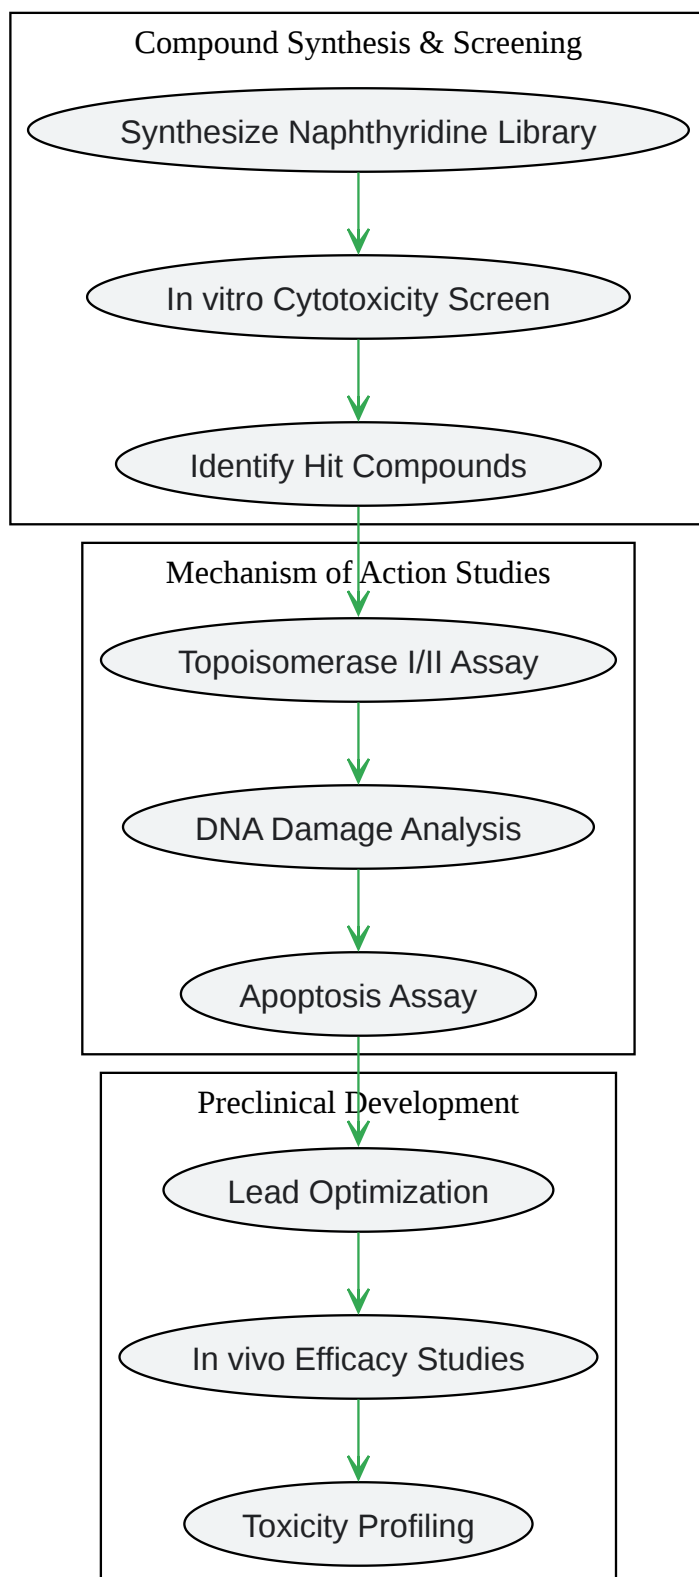 Compound Synthesis & Screening
Synthesize Naphthyridine Library
In vitro Cytotoxicity Screen
Identify Hit Compounds
Mechanism of Action Studies
Topoisomerase I/II Assay
DNA Damage Analysis
Apoptosis Assay
Preclinical Development
Lead Optimization
In vivo Efficacy Studies
Toxicity Profiling